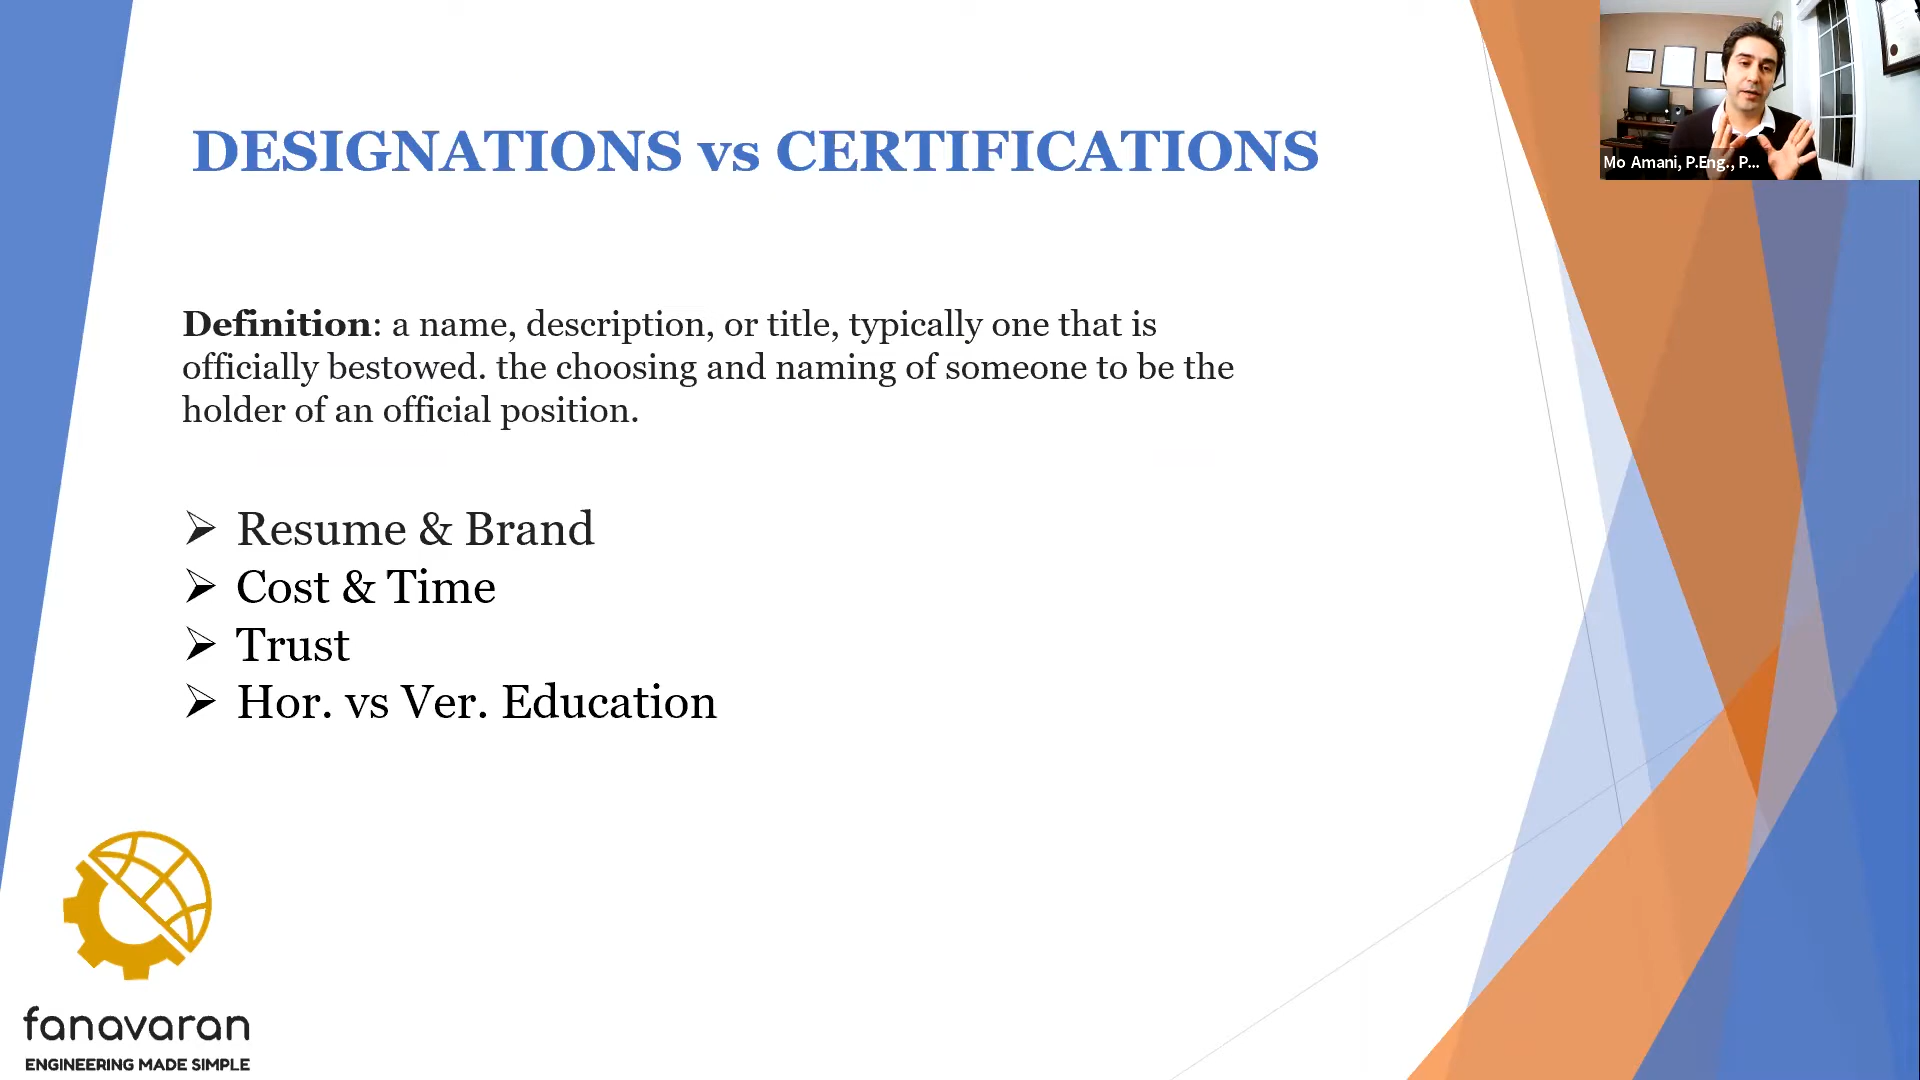 Mo Amani, P.Eng., P...
DESIGNATIONS vs CERTIFICATIONS
Definition: a name, description, or title, typically one that is
officially bestowed. the choosing and naming of someone to be the
holder of an official position.
➢ Resume & Brand
➢ Cost & Time
➢ Trust
➢ Hor. vs Ver. Education
fanavaran
ENGINEERING MADE SIMPLE